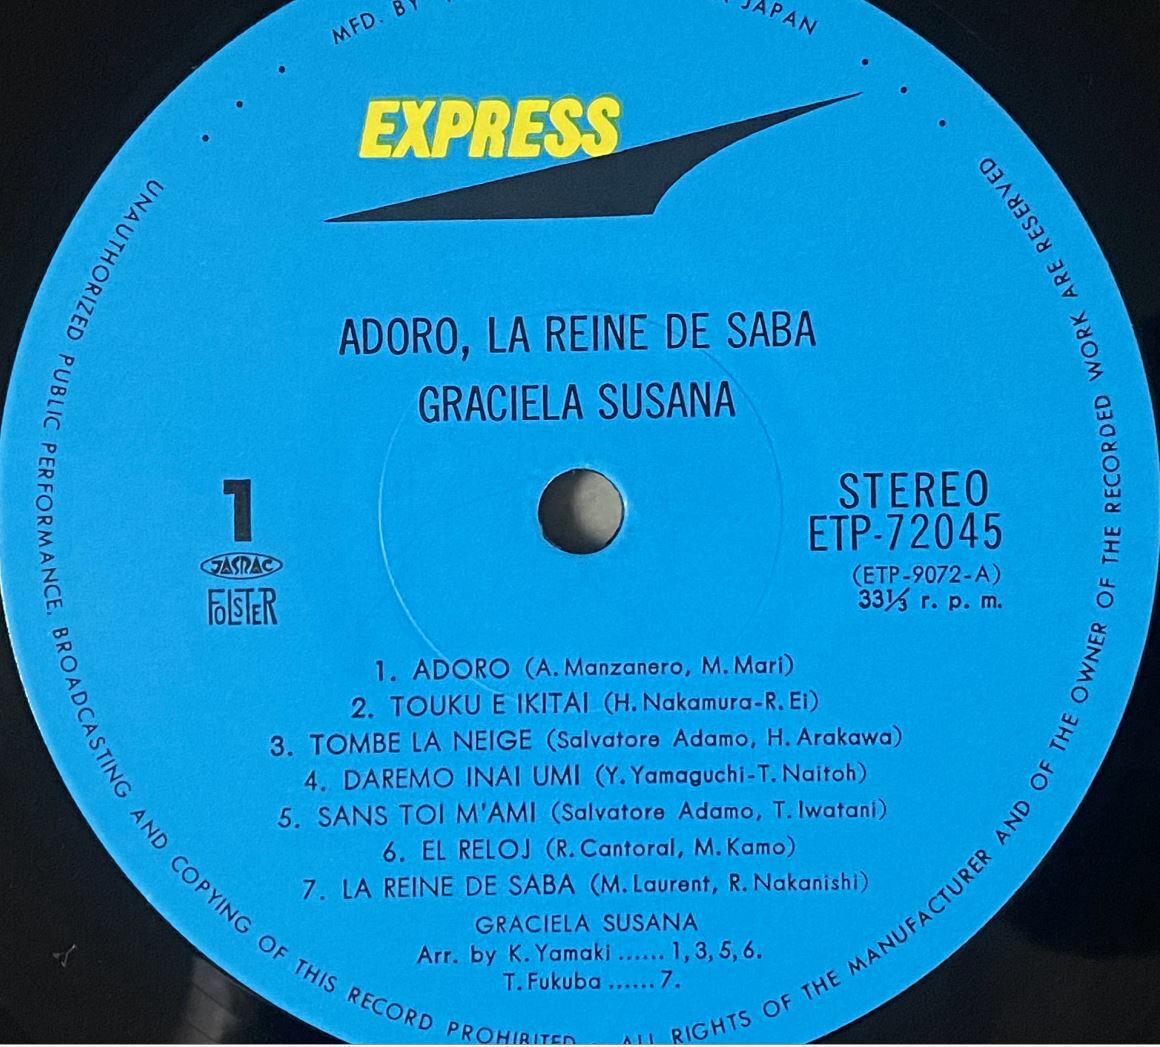 MFD. BY
JAPAN
EXPRESS
ADORO, LA REINE DE SABA
GRACIELA SUSANA
1
JASRAC
FOLSTER
STEREO
ETP-72045
(ETP-9072-A)
33⅓ r. p. m.
1. ADORO (A. Manzanero, M. Mari)
2. TOUKU E IKITAI (H. Nakamura-R. Ei)
3. TOMBE LA NEIGE (Salvatore Adamo, H. Arakawa)
4. DAREMO INAI UMI (Y. Yamaguchi-T. Naitoh)
5. SANS TOI M'AMI (Salvatore Adamo, T. Iwatani)
6. EL RELOJ (R. Cantoral, M. Kamo)
7. LA REINE DE SABA (M. Laurent, R. Nakanishi)
GRACIELA SUSANA
Arr. by K. Yamaki ...... 1, 3, 5, 6.
T. Fukuba ...... 7.
UNAUTHORIZED PUBLIC PERFORMANCE, BROADCASTING AND COPYING OF THIS RECORD PROHIBITED. ALL RIGHTS OF THE MANUFACTURER AND OF THE OWNER OF THE RECORDED WORK ARE RESERVED